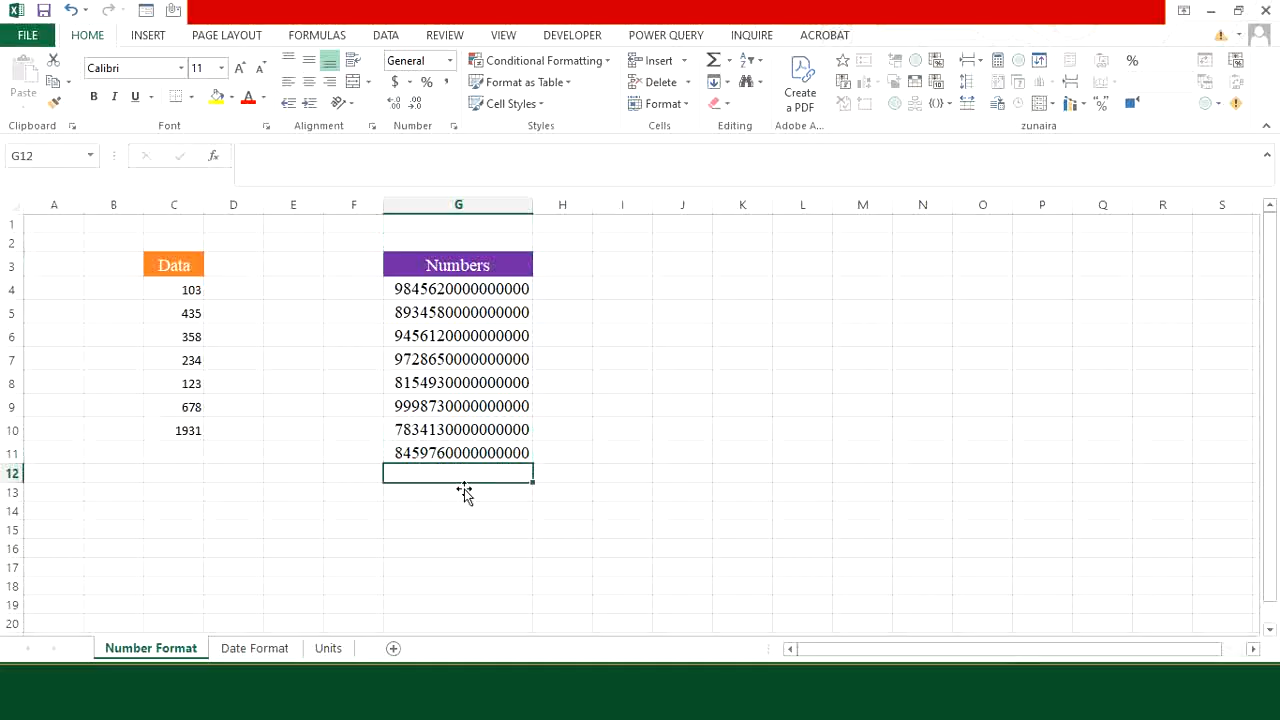 FILE HOME INSERT PAGE LAYOUT FORMULAS DATA REVIEW VIEW DEVELOPER POWER QUERY INQUIRE ACROBAT
Paste
Calibri 11
B I U A
General
$ % ,
Conditional Formatting
Format as Table
Cell Styles
Insert
Delete
Format
Create
a PDF
Clipboard Font Alignment Number Styles Cells Editing Adobe A... zunaira
G12 fx
A B C D E F G H I J K L M N O P Q R S
1
2
3 Data Numbers
4 103 9845620000000000
5 435 8934580000000000
6 358 9456120000000000
7 234 9728650000000000
8 123 8154930000000000
9 678 9998730000000000
10 1931 7834130000000000
11 8459760000000000
12
13
14
15
16
17
18
19
20
Number Format Date Format Units